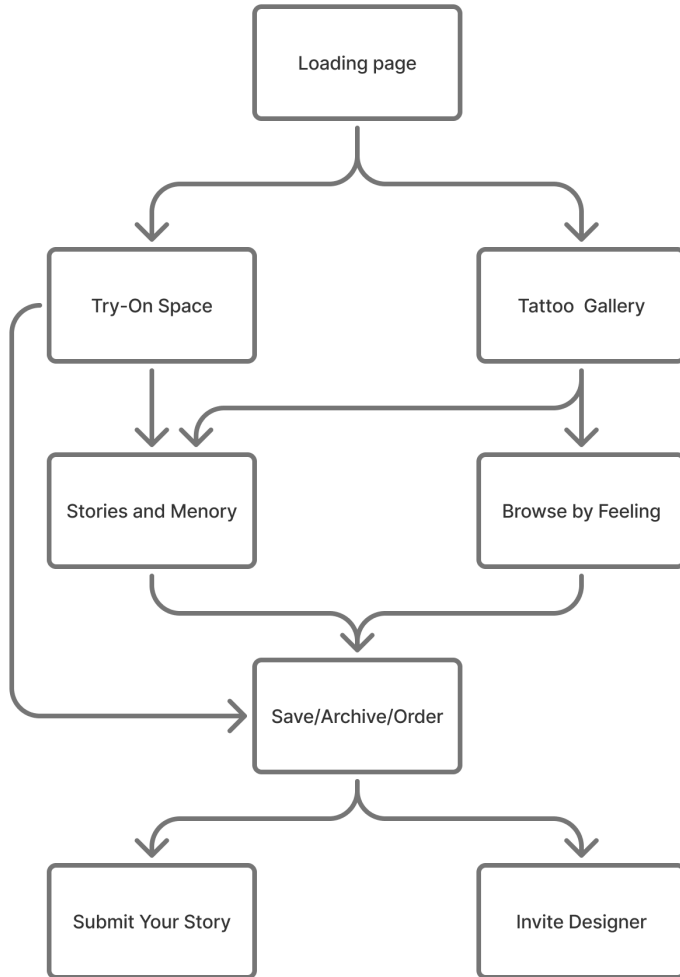 Loading page
Try-On Space
Tattoo  Gallery
Stories and Menory
Browse by Feeling
Save/Archive/Order
Submit Your Story
Invite Designer